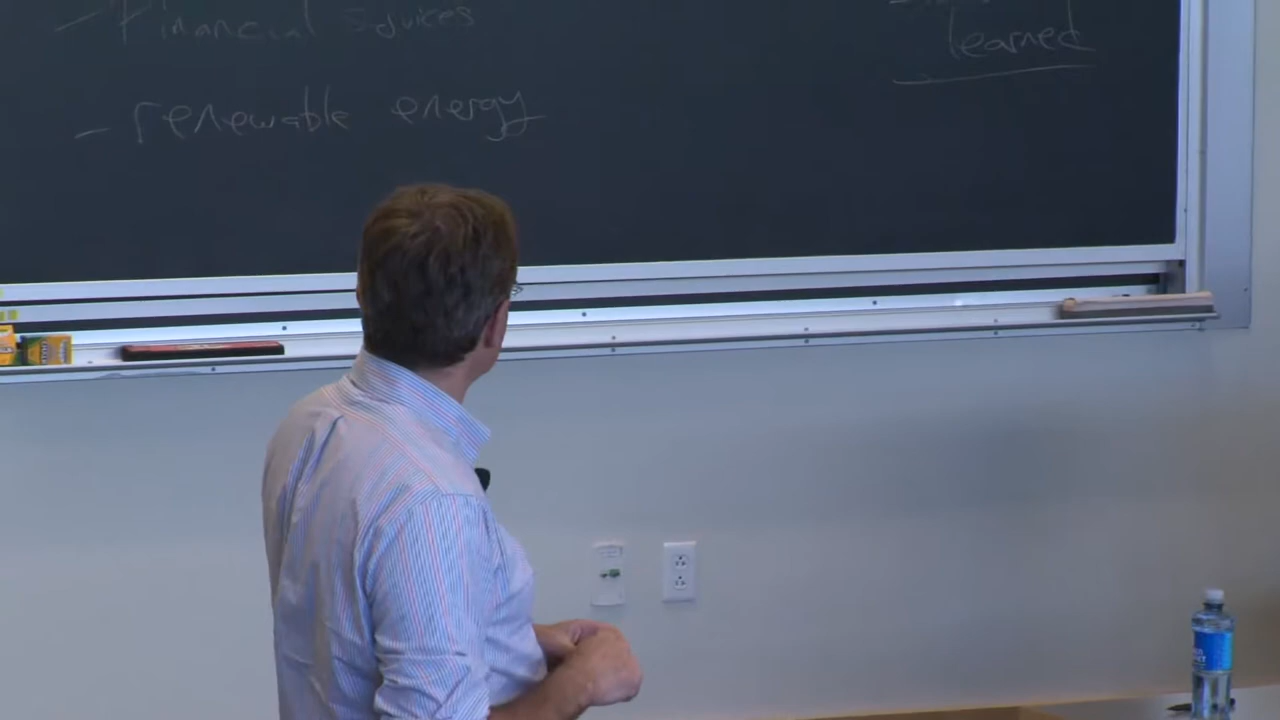 - Financial services
- renewable energy
learned